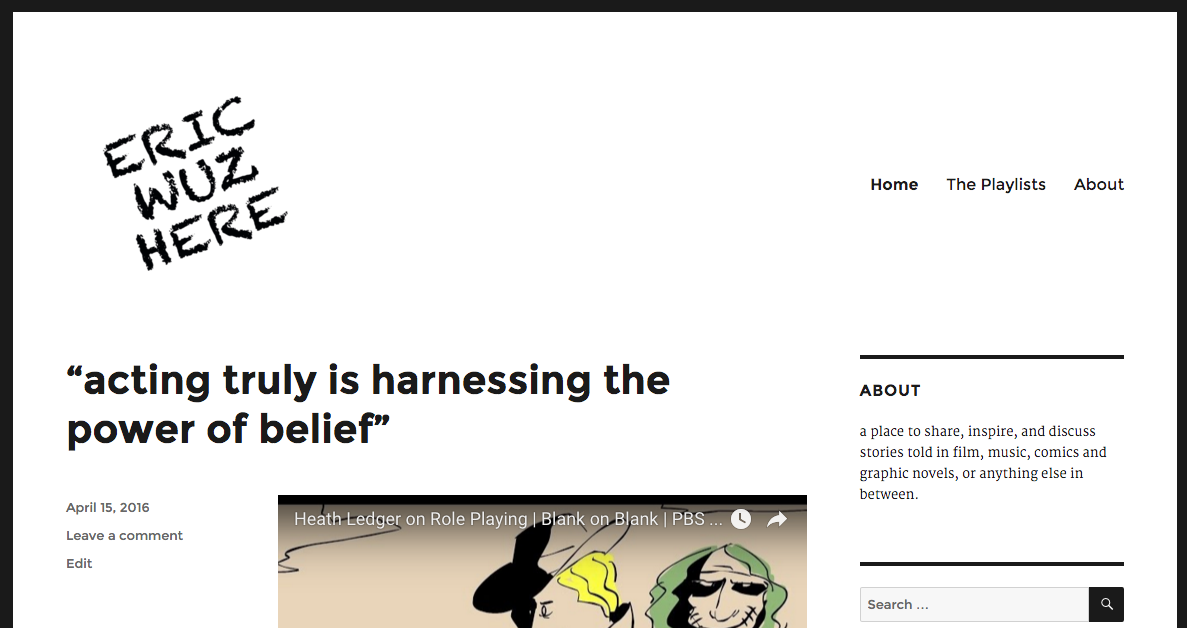 ERIC
WUZ
HERE
Home The Playlists About
“acting truly is harnessing the
power of belief”
April 15, 2016
Leave a comment
Edit
Heath Ledger on Role Playing | Blank on Blank | PBS ...
ABOUT
a place to share, inspire, and discuss
stories told in film, music, comics and
graphic novels, or anything else in
between.
Search ...